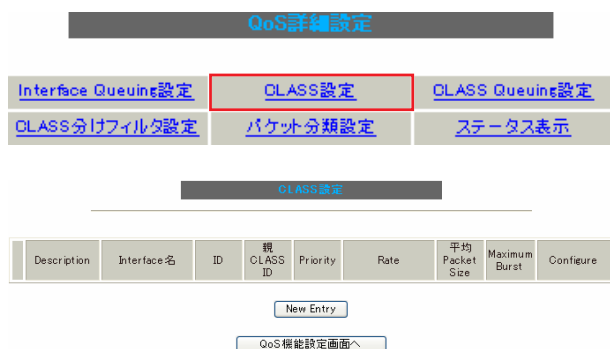 QoS詳細設定
Interface Queuing設定 CLASS設定 CLASS Queuing設定
CLASS分けフィルタ設定 パケット分類設定 ステータス表示
CLASS設定
Description Interface名 ID 親 CLASS ID Priority Rate 平均 Packet Size Maximum Burst Configure
New Entry
QoS機能設定画面へ